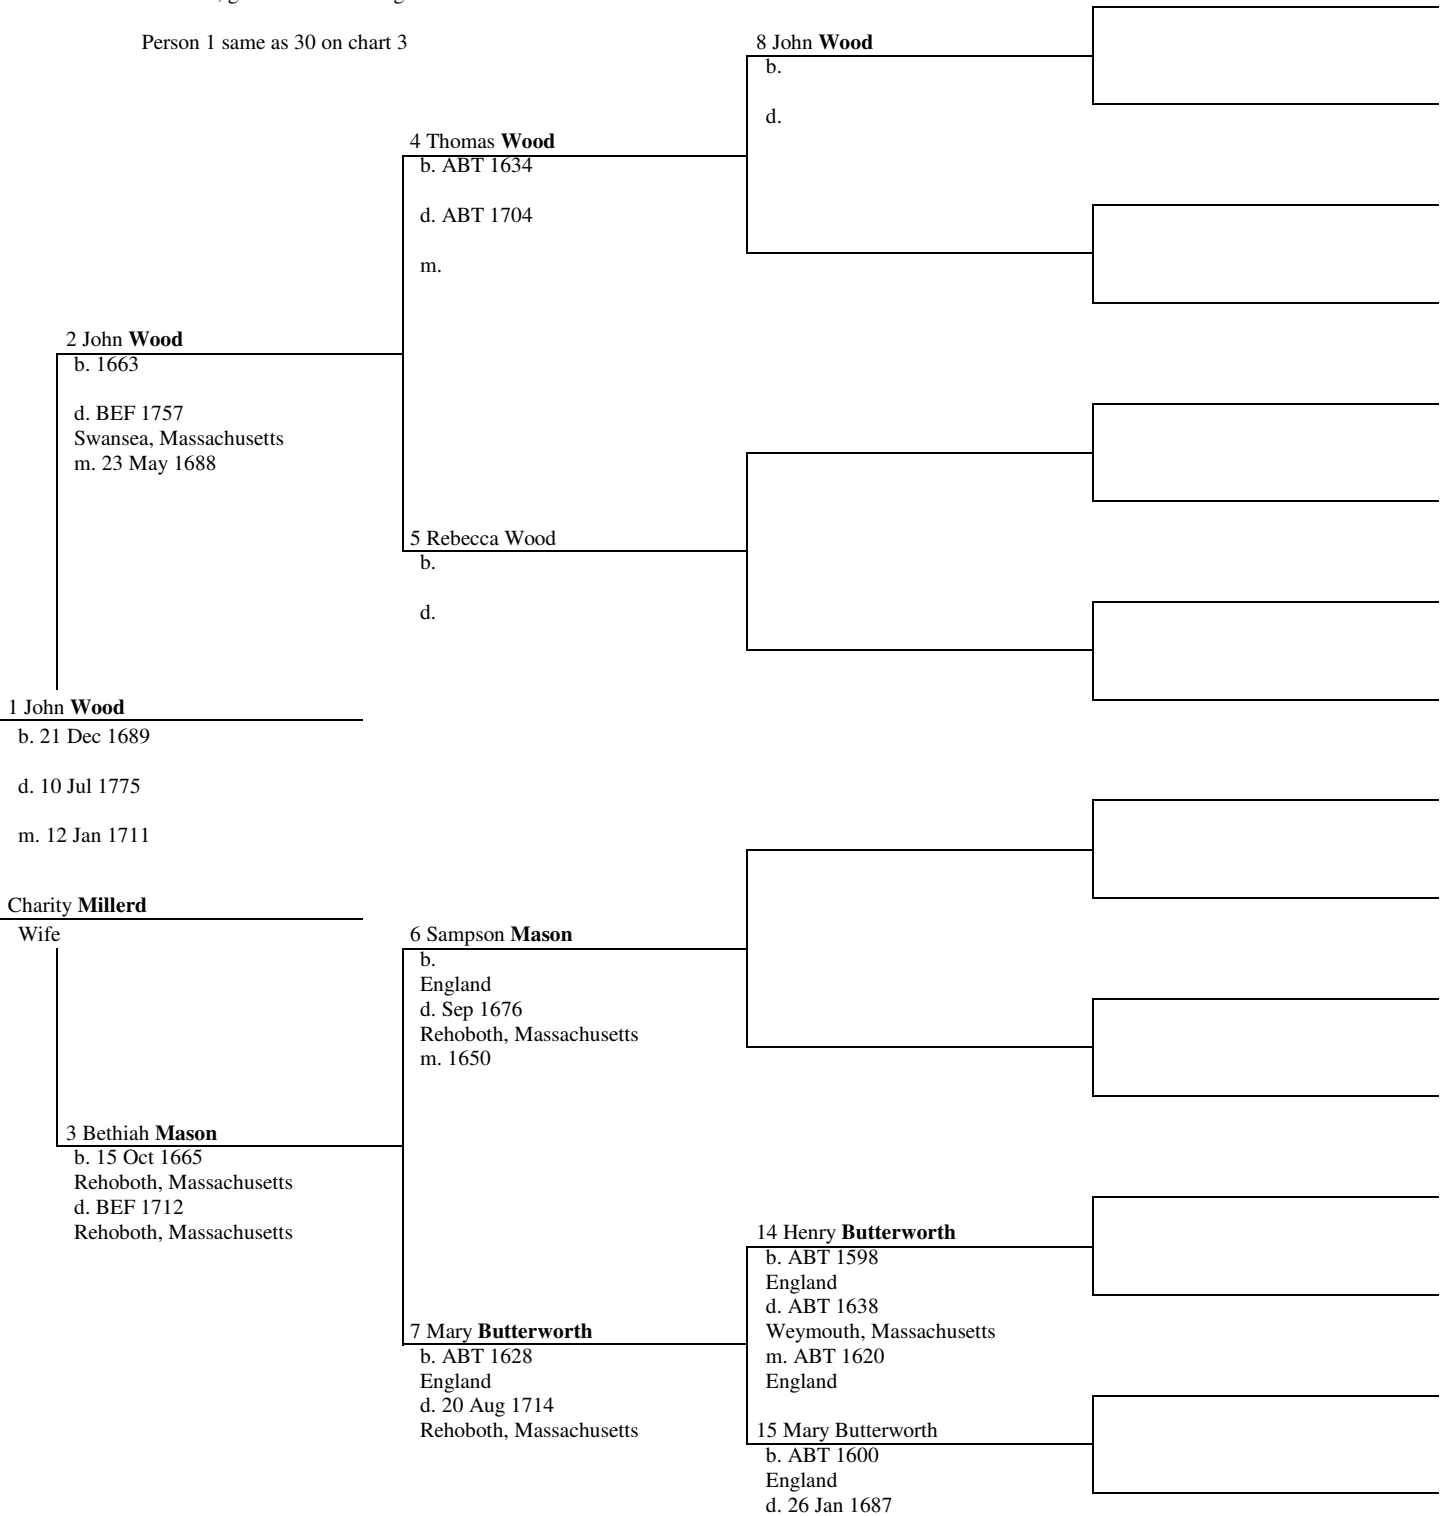 Person 1 same as 30 on chart 3
8 John Wood
b.
d.
4 Thomas Wood
b. ABT 1634
d. ABT 1704
m.
2 John Wood
b. 1663
d. BEF 1757
Swansea, Massachusetts
m. 23 May 1688
5 Rebecca Wood
b.
d.
1 John Wood
b. 21 Dec 1689
d. 10 Jul 1775
m. 12 Jan 1711
Charity Millerd
Wife
6 Sampson Mason
b.
England
d. Sep 1676
Rehoboth, Massachusetts
m. 1650
3 Bethiah Mason
b. 15 Oct 1665
Rehoboth, Massachusetts
d. BEF 1712
Rehoboth, Massachusetts
14 Henry Butterworth
b. ABT 1598
England
d. ABT 1638
Weymouth, Massachusetts
m. ABT 1620
England
7 Mary Butterworth
b. ABT 1628
England
d. 20 Aug 1714
Rehoboth, Massachusetts
15 Mary Butterworth
b. ABT 1600
England
d. 26 Jan 1687